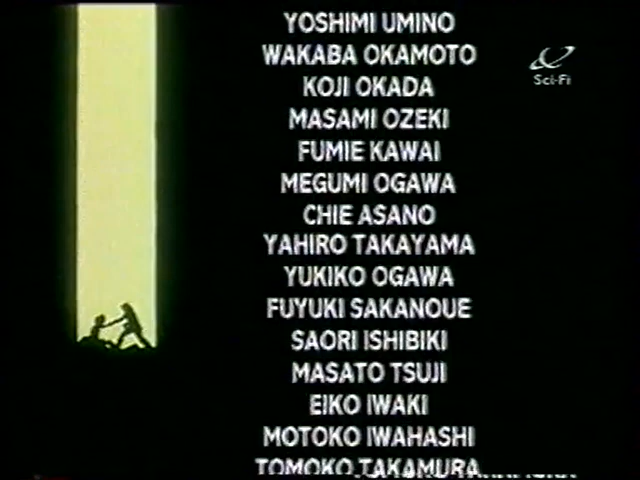 YOSHIMI UMINO
WAKABA OKAMOTO
KOJI OKADA
Sci-Fi
MASAMI OZEKI
FUMIE KAWAI
MEGUMI OGAWA
CHIE ASANO
YAHIRO TAKAYAMA
YUKIKO OGAWA
FUYUKI SAKANOUE
SAORI ISHIBIKI
MASATO TSUJI
EIKO IWAKI
MOTOKO IWAHASHI
TOMOKO TAKAMURA